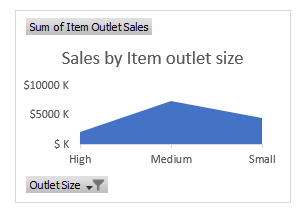 Sum of Item Outlet Sales
Sales by Item outlet size
$10000 K
$5000 K
$ K
High Medium Small
Outlet Size